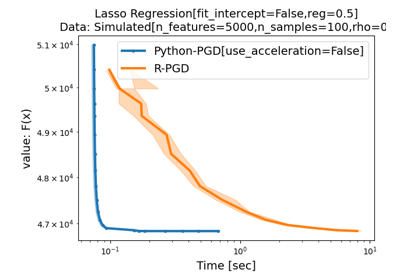 Lasso Regression[fit_intercept=False,reg=0.5]
Data: Simulated[n_features=5000,n_samples=100,rho=0
Python-PGD[use_acceleration=False]
R-PGD
value: F(x)
5.1 × 10⁴
5 × 10⁴
4.9 × 10⁴
4.8 × 10⁴
4.7 × 10⁴
10⁻¹ 10⁰ 10¹
Time [sec]